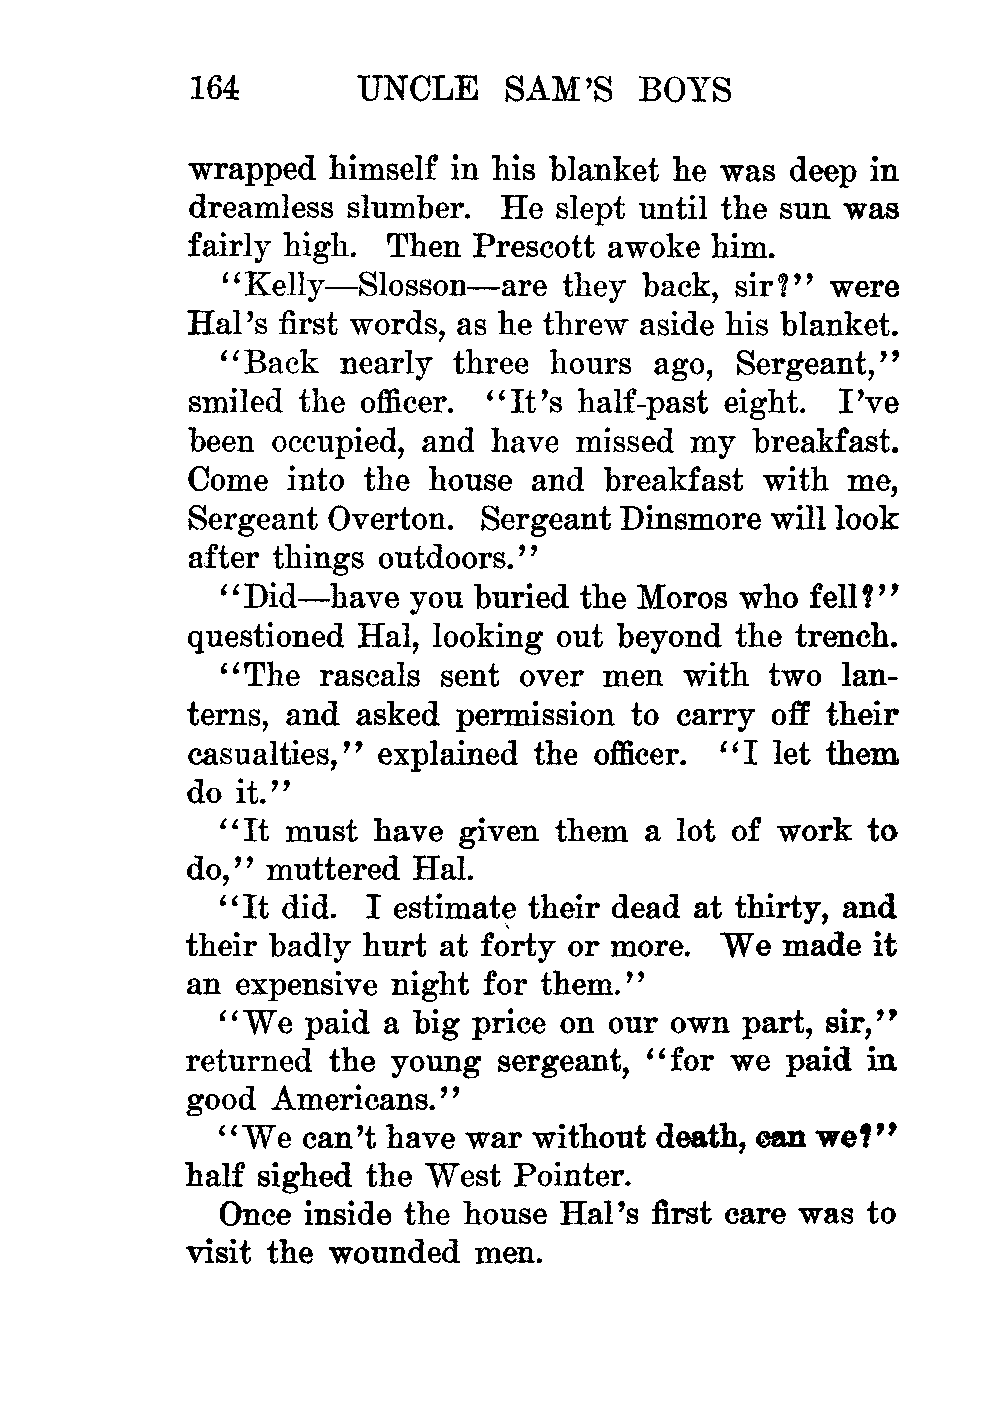 164 UNCLE SAM'S BOYS
wrapped himself in his blanket he was deep in
dreamless slumber. He slept until the sun was
fairly high. Then Prescott awoke him.
"Kelly—Slosson—are they back, sir?" were
Hal's first words, as he threw aside his blanket.
"Back nearly three hours ago, Sergeant,"
smiled the officer. "It's half-past eight. I've
been occupied, and have missed my breakfast.
Come into the house and breakfast with me,
Sergeant Overton. Sergeant Dinsmore will look
after things outdoors."
"Did—have you buried the Moros who fell?"
questioned Hal, looking out beyond the trench.
"The rascals sent over men with two lan-
terns, and asked permission to carry off their
casualties," explained the officer. "I let them
do it."
"It must have given them a lot of work to
do," muttered Hal.
"It did. I estimate their dead at thirty, and
their badly hurt at forty or more. We made it
an expensive night for them."
"We paid a big price on our own part, sir,"
returned the young sergeant, "for we paid in
good Americans."
"We can't have war without death, can we?"
half sighed the West Pointer.
Once inside the house Hal's first care was to
visit the wounded men.